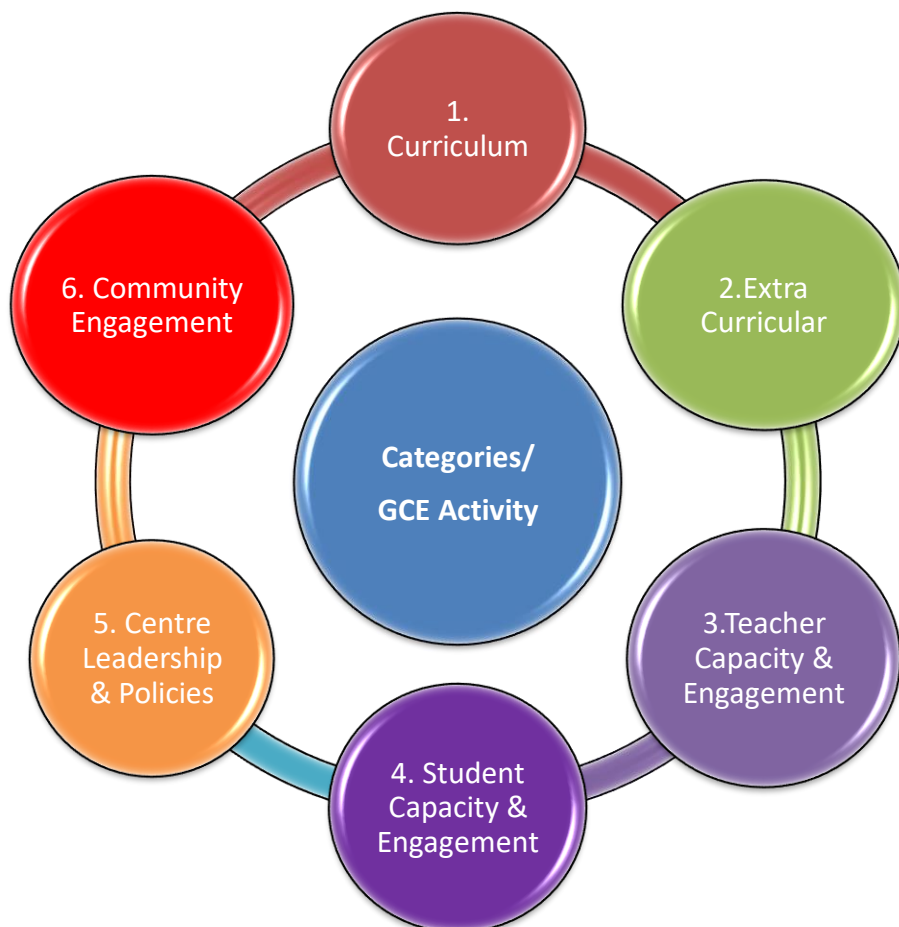 1.
Curriculum
2.Extra
Curricular
3.Teacher
Capacity &
Engagement
4. Student
Capacity &
Engagement
5. Centre
Leadership
& Policies
6. Community
Engagement
Categories/
GCE Activity